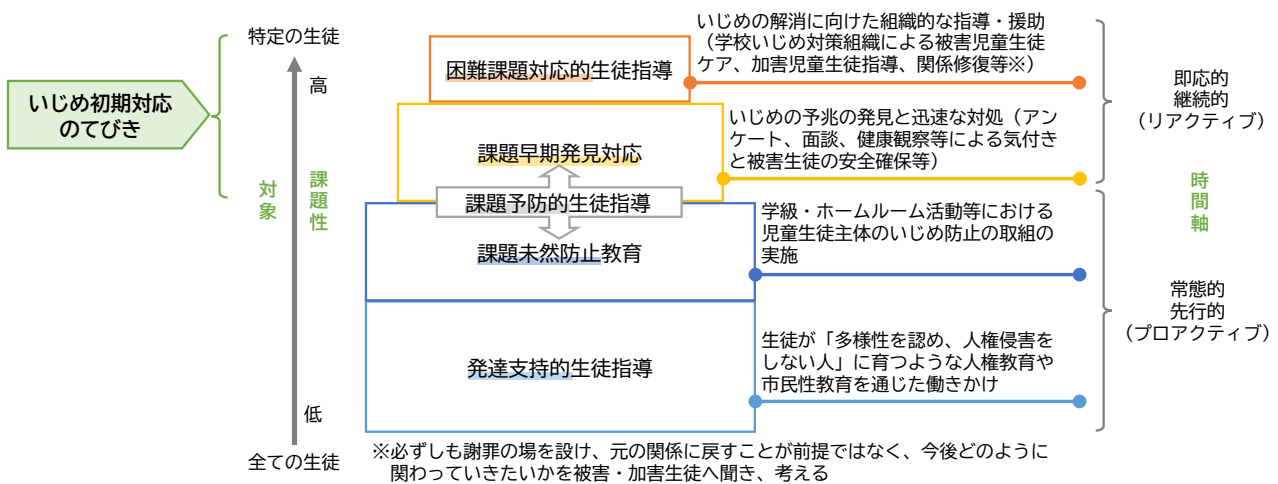 特定の生徒
高
いじめ初期対応
のてびき
対象
課題性
低
全ての生徒
困難課題対応的生徒指導
課題早期発見対応
課題予防的生徒指導
課題未然防止教育
発達支持的生徒指導
いじめの解消に向けた組織的な指導・援助
（学校いじめ対策組織による被害児童生徒
ケア、加害児童生徒指導、関係修復等※）
いじめの予兆の発見と迅速な対処（アン
ケート、面談、健康観察等による気付き
と被害生徒の安全確保等）
学級・ホームルーム活動等における
児童生徒主体のいじめ防止の取組の
実施
生徒が「多様性を認め、人権侵害を
しない人」に育つような人権教育や
市民性教育を通じた働きかけ
即応的
継続的
（リアクティブ）
時間軸
常態的
先行的
（プロアクティブ）
※必ずしも謝罪の場を設け、元の関係に戻すことが前提ではなく、今後どのように
関わっていきたいかを被害・加害生徒へ聞き、考える